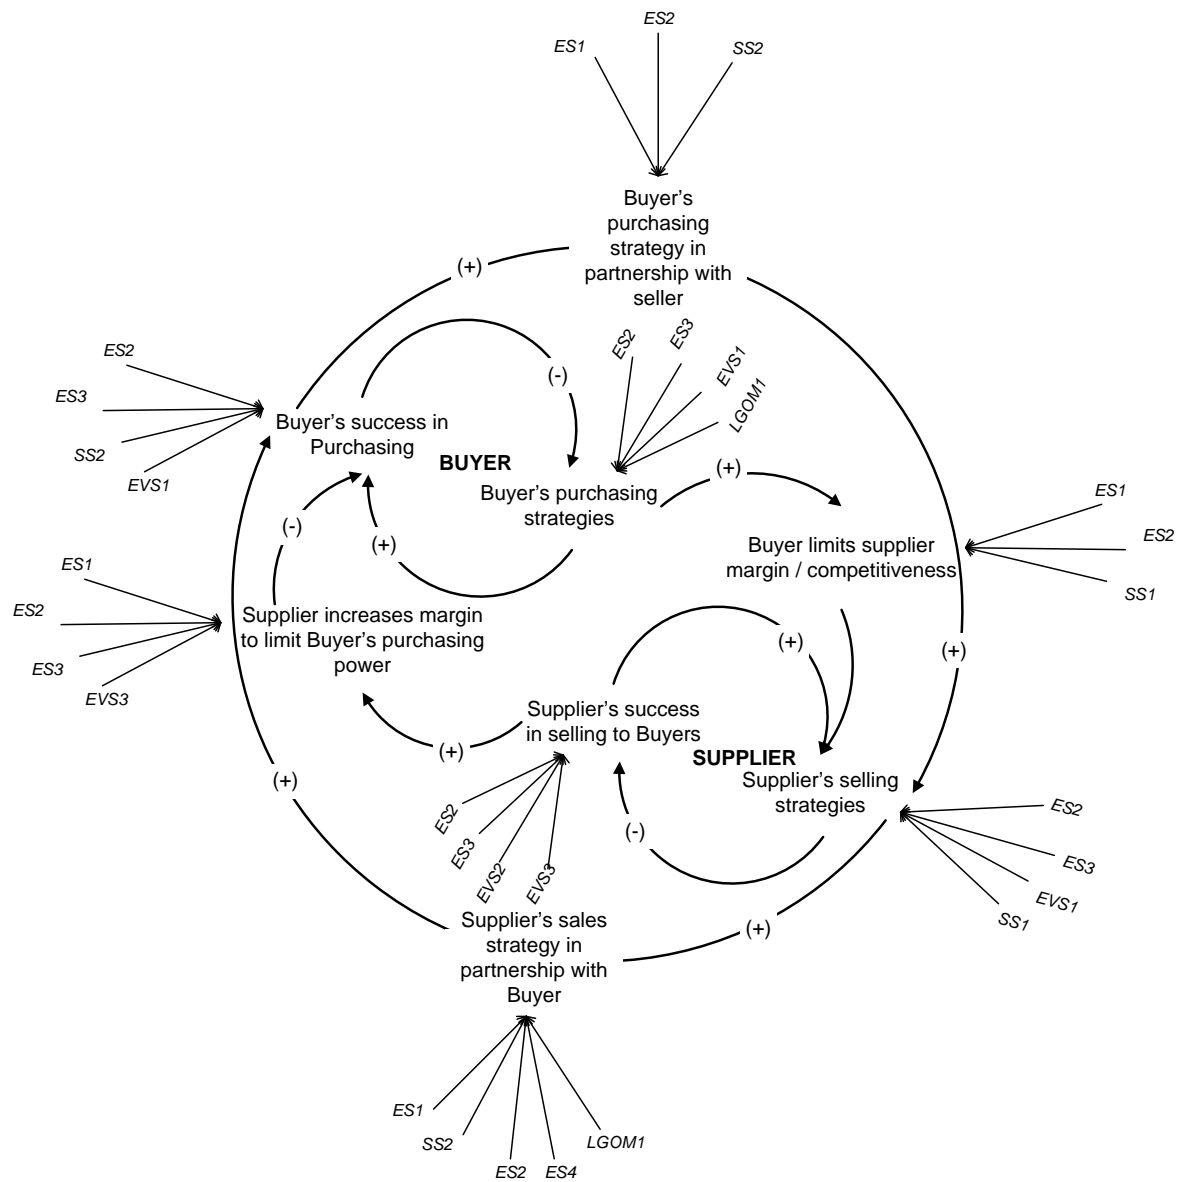 ES2
ES1
SS2
Buyer's
purchasing
strategy in
partnership with
seller
(+)
ES2
ES3
EVS1
LGOM1
ES2
ES3
SS2
EVS1
(-)
Buyer's success in
Purchasing
BUYER
Buyer's purchasing
strategies
(+)
ES1
ES2
SS1
(-)
(+)
Buyer limits supplier
margin / competitiveness
ES1
ES2
ES3
EVS3
Supplier increases margin
to limit Buyer's purchasing
power
(+)
(+)
Supplier's success
in selling to Buyers
(+)
SUPPLIER
Supplier's selling
strategies
(+)
(-)
ES2
ES3
EVS2
EVS3
ES2
ES3
EVS1
SS1
Supplier's sales
strategy in
partnership with
Buyer
(+)
ES1
SS2
ES2
ES4
LGOM1